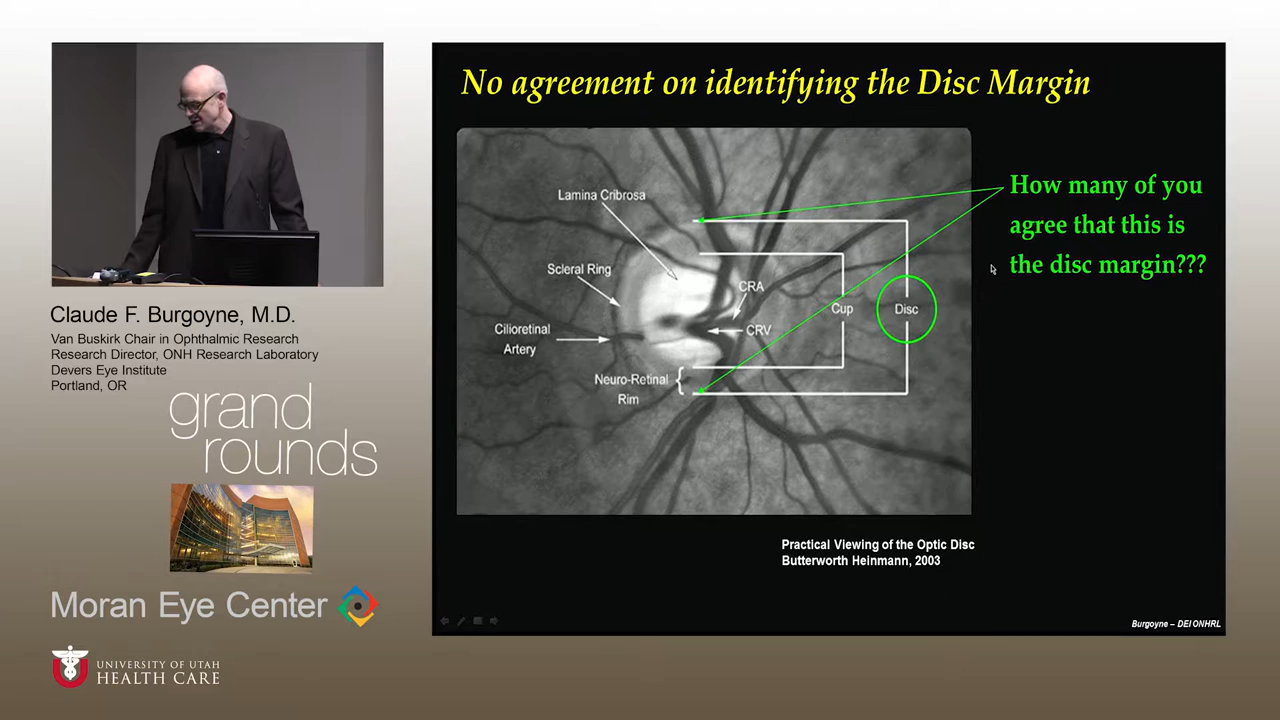 No agreement on identifying the Disc Margin
Lamina Cribrosa
Scleral Ring
CRA
Cilioretinal
Artery
CRV
Cup
Disc
Neuro-Retinal
Rim
How many of you
agree that this is
the disc margin???
Practical Viewing of the Optic Disc
Butterworth Heinmann, 2003
Burgoyne – DEI ONHRL
Claude F. Burgoyne, M.D.
Van Buskirk Chair in Ophthalmic Research
Research Director, ONH Research Laboratory
Devers Eye Institute
Portland, OR
grand
rounds
Moran Eye Center
UNIVERSITY OF UTAH
HEALTH CARE